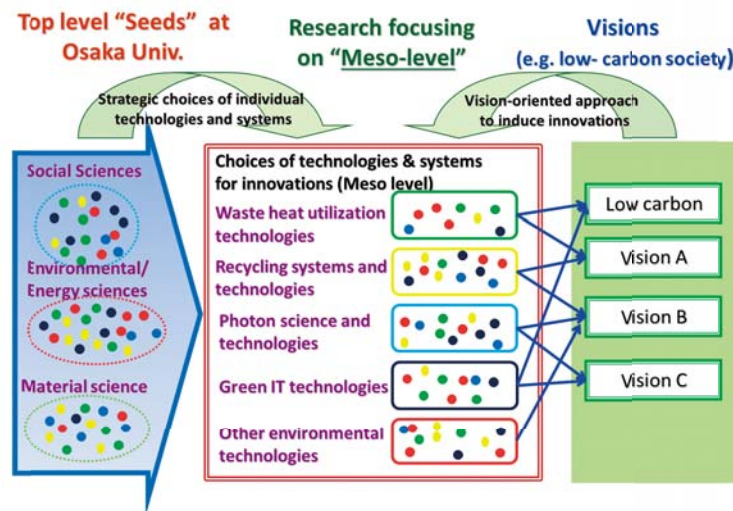 Top level “Seeds” at
Osaka Univ.
Research focusing
on “Meso-level”
Visions
(e.g. low- carbon society)
Strategic choices of individual
technologies and systems
Vision-oriented approach
to induce innovations
Social Sciences
Environmental/
Energy sciences
Material science
Choices of technologies & systems
for innovations (Meso level)
Waste heat utilization
technologies
Recycling systems and
technologies
Photon science and
technologies
Green IT technologies
Other environmental
technologies
Low carbon
Vision A
Vision B
Vision C